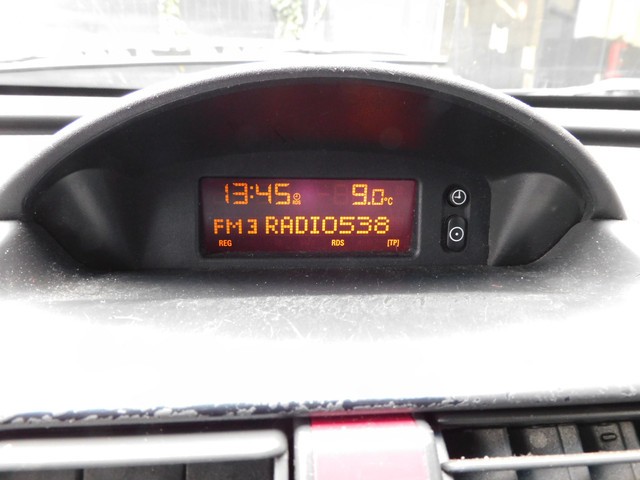 13:45 9.0°C
FM3 RADIO538
REG RDS [TP]